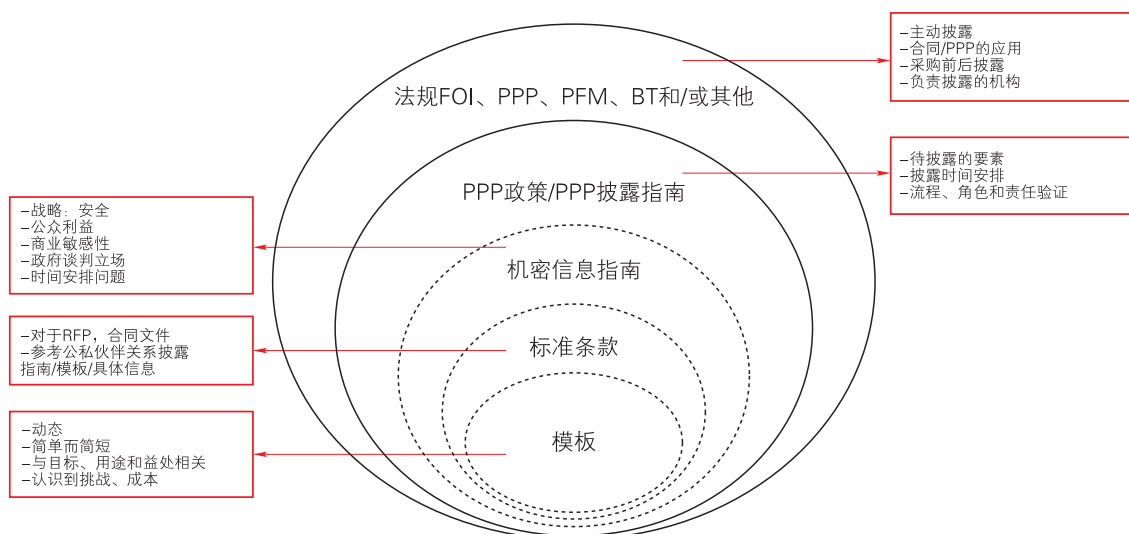 –主动披露
–合同/PPP的应用
–采购前后披露
–负责披露的机构
法规FOI、PPP、PFM、BT和/或其他
–待披露的要素
–披露时间安排
–流程、角色和责任验证
PPP政策/PPP披露指南
–战略：安全
–公众利益
–商业敏感性
–政府谈判立场
–时间安排问题
机密信息指南
–对于RFP，合同文件
–参考公私伙伴关系披露
指南/模板/具体信息
标准条款
–动态
–简单而简短
–与目标、用途和益处相关
–认识到挑战、成本
模板